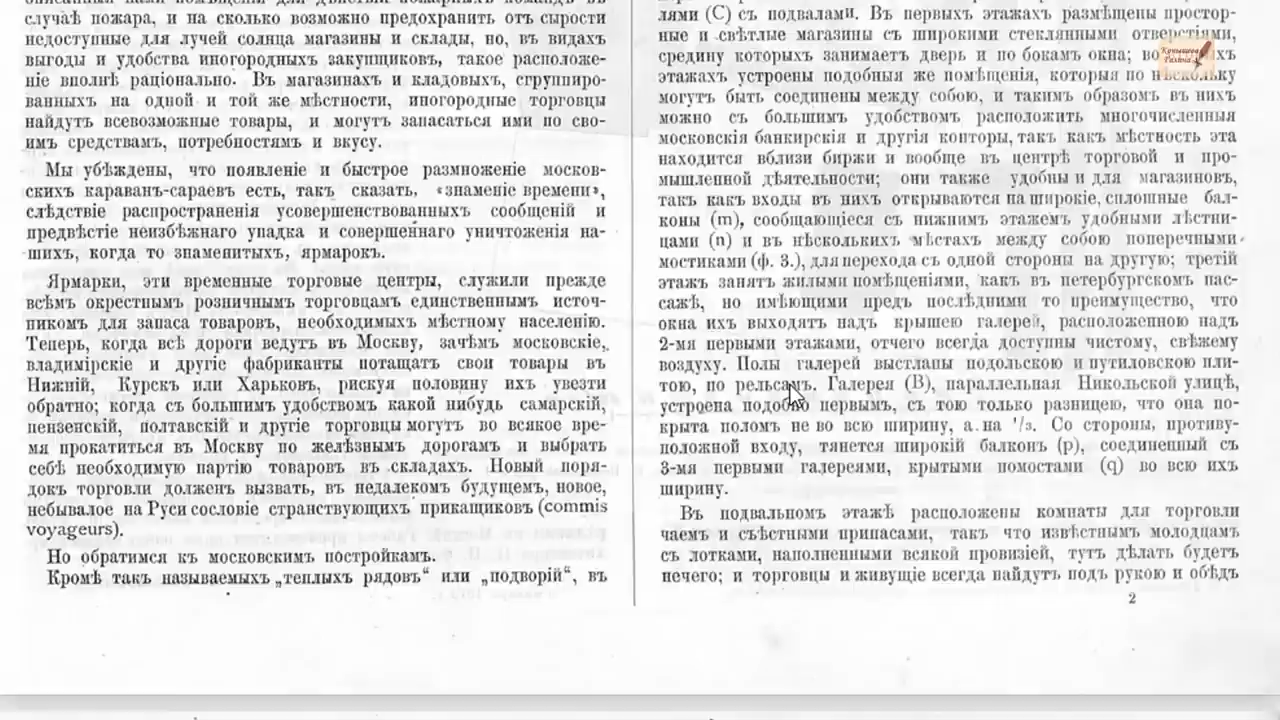 случаѣ пожара, и на сколько возможно предохранить отъ сырости
недоступные для лучей солнца магазины и склады, но, въ видахъ
выгоды и удобства иногородныхъ закупщиковъ, такое расположе-
ніе вполнѣ раціонально. Въ магазинахъ и кладовыхъ, сгруппиро-
ванныхъ на одной и той же мѣстности, иногородные торговцы
найдутъ всевозможные товары, и могутъ запасаться ими по сво-
имъ средствамъ, потребностямъ и вкусу.
Мы убѣждены, что появленіе и быстрое размноженіе москов-
скихъ караванъ-сараевъ есть, такъ сказать, «знаменіе времени»,
слѣдствіе распространенія усовершенствованныхъ сообщеній и
предвѣстіе неизбѣжнаго упадка и совершеннаго уничтоженія на-
шихъ, когда то знаменитыхъ, ярмарокъ.
Ярмарки, эти временные торговые центры, служили прежде
всѣмъ окрестнымъ розничнымъ торговцамъ единственнымъ источ-
никомъ для запаса товаровъ, необходимыхъ мѣстному населенію.
Теперь, когда всѣ дороги ведутъ въ Москву, зачѣмъ московскіе,
владимірскіе и другіе фабриканты потащатъ свои товары въ
Нижній, Курскъ или Харьковъ, рискуя половину ихъ увезти
обратно; когда съ большимъ удобствомъ какой нибудь самарскій,
пензенскій, полтавскій и другіе торговцы могутъ во всякое вре-
мя прокатиться въ Москву по желѣзнымъ дорогамъ и выбрать
себѣ необходимую партію товаровъ въ складахъ. Новый поря-
докъ торговли долженъ вызвать, въ недалекомъ будущемъ, новое,
небывалое на Руси сословіе странствующихъ прикащиковъ (commis
voyageurs).
Но обратимся къ московскимъ постройкамъ.
Кромѣ такъ называемыхъ „теплыхъ рядовъ“ или „подворій“, въ
лями (С) съ подвалами. Въ первыхъ этажахъ размѣщены простор-
ные и свѣтлые магазины съ широкими стеклянными отверстіями,
средину которыхъ занимаетъ дверь и по бокамъ окна; во
этажахъ устроены подобныя же помѣщенія, которыя по нѣскольку
могутъ быть соединены между собою, и такимъ образомъ въ нихъ
можно съ большимъ удобствомъ расположить многочисленныя
московскія банкирскія и другія конторы, такъ какъ мѣстность эта
находится вблизи биржи и вообще въ центрѣ торговой и про-
мышленной дѣятельности; они также удобны и для магазиновъ,
такъ какъ входы въ нихъ открываются на широкіе, сплошные бал-
коны (m), сообщающіеся съ нижнимъ этажемъ удобными лѣстни-
цами (n) и въ нѣсколькихъ мѣстахъ между собою поперечными
мостиками (ф. 3.), для перехода съ одной стороны на другую; третій
этажъ занятъ жилыми помѣщеніями, какъ въ петербургскомъ пас-
сажѣ, но имѣющими предъ послѣдними то преимущество, что
окна ихъ выходятъ надъ крышею галерей, расположенною надъ
2-мя первыми этажами, отчего всегда доступны чистому, свѣжему
воздуху. Полы галерей выстланы подольскою и путиловскою пли-
тою, по рельсамъ. Галерея (В), параллельная Никольской улицѣ,
устроена подобно первымъ, съ тою только разницею, что она по-
крыта поломъ не во всю ширину, а на ⅓. Со стороны, противу-
положной входу, тянется широкій балконъ (p), соединенный съ
3-мя первыми галереями, крытыми помостами (q) во всю ихъ
ширину.
Въ подвальномъ этажѣ расположены комнаты для торговли
чаемъ и съѣстными припасами, такъ что извѣстнымъ молодцамъ
съ лотками, наполненными всякой провизіей, тутъ дѣлать будетъ
нечего; и торговцы и живущіе всегда найдутъ подъ рукою и обѣдъ
2